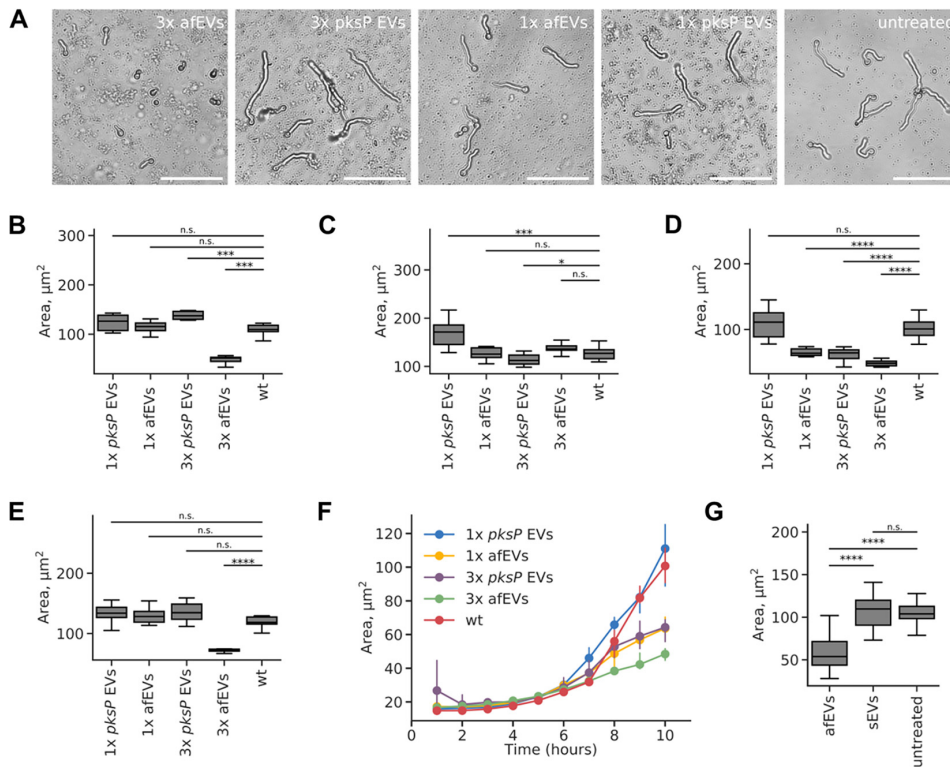 A
3x afEVs
3x pksP EVs
1x afEVs
1x pksP EVs
untreated
B
300
n.s.
n.s.
***
***
100
Area, µm²
1x pksP EVs
1x afEVs
3x pksP EVs
3x afEVs
wt
C
***
n.s.
*
n.s.
300
200
100
Area, µm²
1x pksP EVs
1x afEVs
3x pksP EVs
3x afEVs
wt
D
n.s.
****
****
****
100
Area, µm²
1x pksP EVs
1x afEVs
3x pksP EVs
3x afEVs
wt
E
n.s.
n.s.
n.s.
****
200
100
Area, µm²
1x pksP EVs
1x afEVs
3x pksP EVs
3x afEVs
wt
F
120
100
80
60
40
20
Area, µm²
1x pksP EVs
1x afEVs
3x pksP EVs
3x afEVs
wt
2
4
6
8
10
Time (hours)
G
200
n.s.
****
****
150
100
50
Area, µm²
afEVs
sEVs
untreated